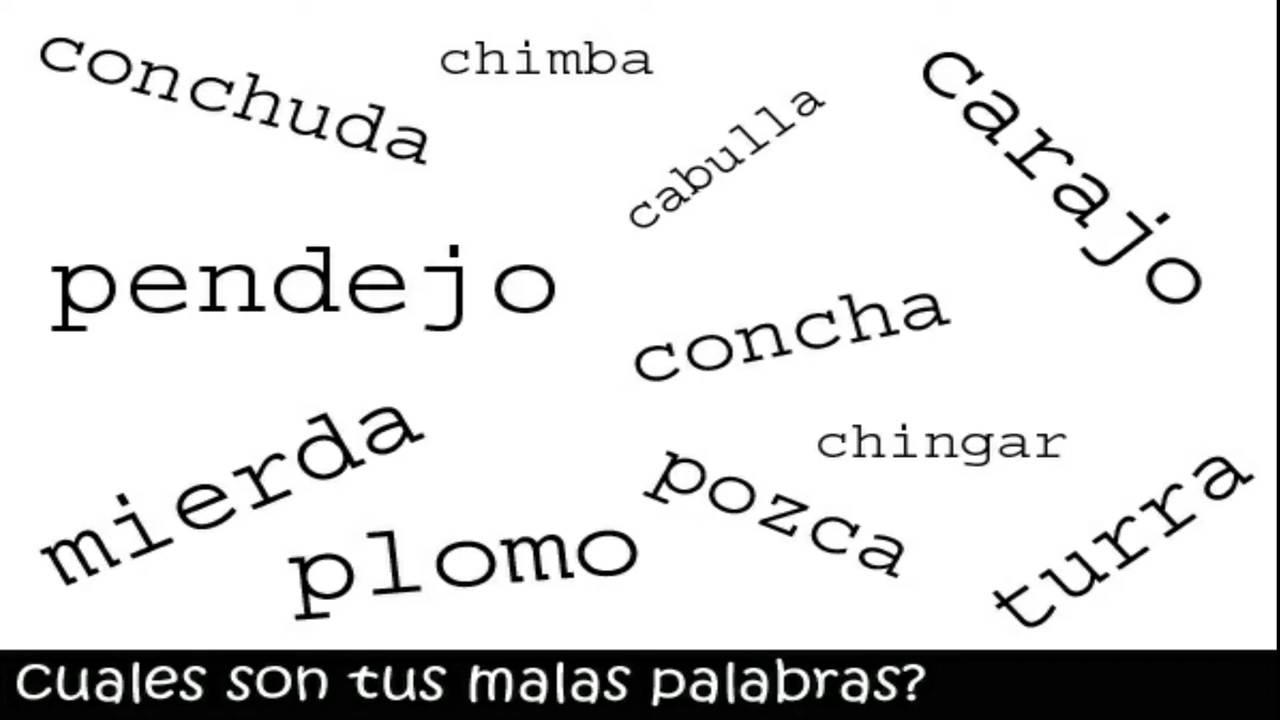 conchuda
chimba
carajo
cabulla
pendejo
concha
mierda
chingar
pozca
turra
plomo
Cuales son tus malas palabras?